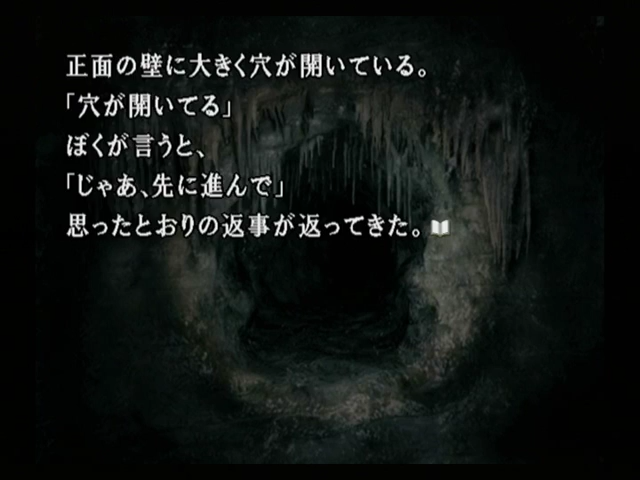 正面の壁に大きく穴が開いている。
「穴が開いてる」
ぼくが言うと、
「じゃあ、先に進んで」
思ったとおりの返事が返ってきた。